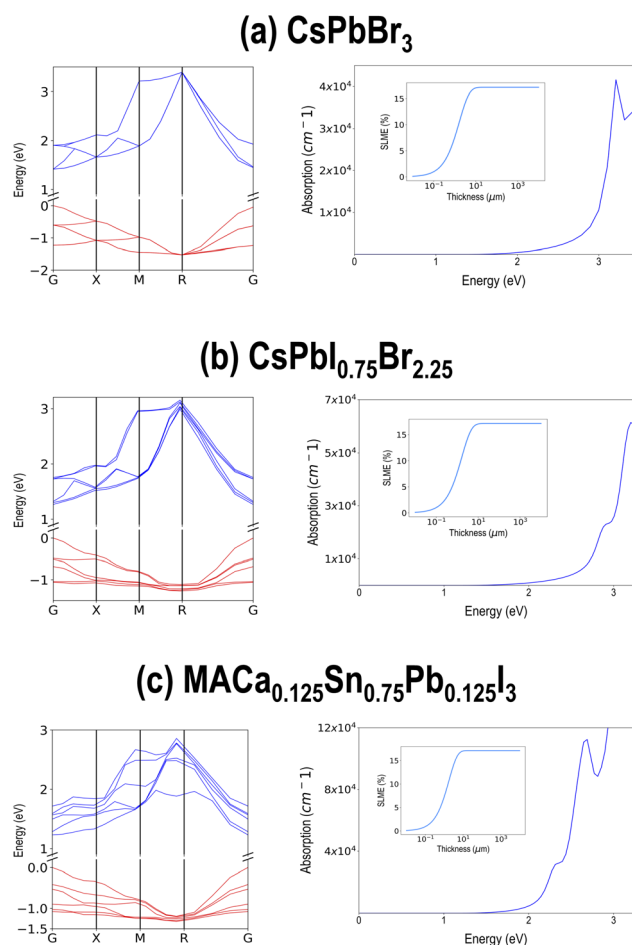 (a) CsPbBr3
3
2
1
0
−1
−2
Energy (eV)
Energy (eV)
G X M R G
4x10^4
3x10^4
2x10^4
1x10^4
Absorption (cm−1)
15
10
5
0
SLME (%)
10^−1 10^1 10^3
Thickness (μm)
0 1 2 3
Energy (eV)
(b) CsPbI0.75Br2.25
3
2
1
0
−1
Energy (eV)
Energy (eV)
G X M R G
7x10^4
5x10^4
3x10^4
1x10^4
Absorption (cm−1)
15
10
5
0
SLME (%)
10^−1 10^1 10^3
Thickness (μm)
0 1 2 3
Energy (eV)
(c) MACa0.125Sn0.75Pb0.125I3
3
2
1
0.0
−0.5
−1.0
−1.5
Energy (eV)
Energy (eV)
G X M R G
12x10^4
8x10^4
4x10^4
Absorption (cm−1)
15
10
5
0
SLME (%)
10^−1 10^1 10^3
Thickness (μm)
0 1 2 3
Energy (eV)